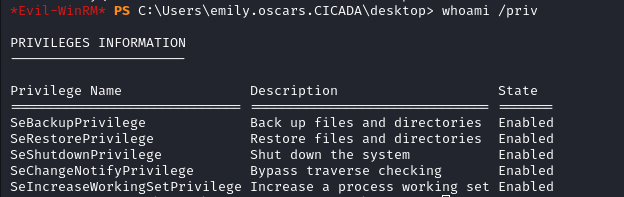 *Evil-WinRM* PS C:\Users\emily.oscars.CICADA\desktop> whoami /priv
PRIVILEGES INFORMATION
----------------------
Privilege Name Description State
============================= ============================== =======
SeBackupPrivilege Back up files and directories Enabled
SeRestorePrivilege Restore files and directories Enabled
SeShutdownPrivilege Shut down the system Enabled
SeChangeNotifyPrivilege Bypass traverse checking Enabled
SeIncreaseWorkingSetPrivilege Increase a process working set Enabled